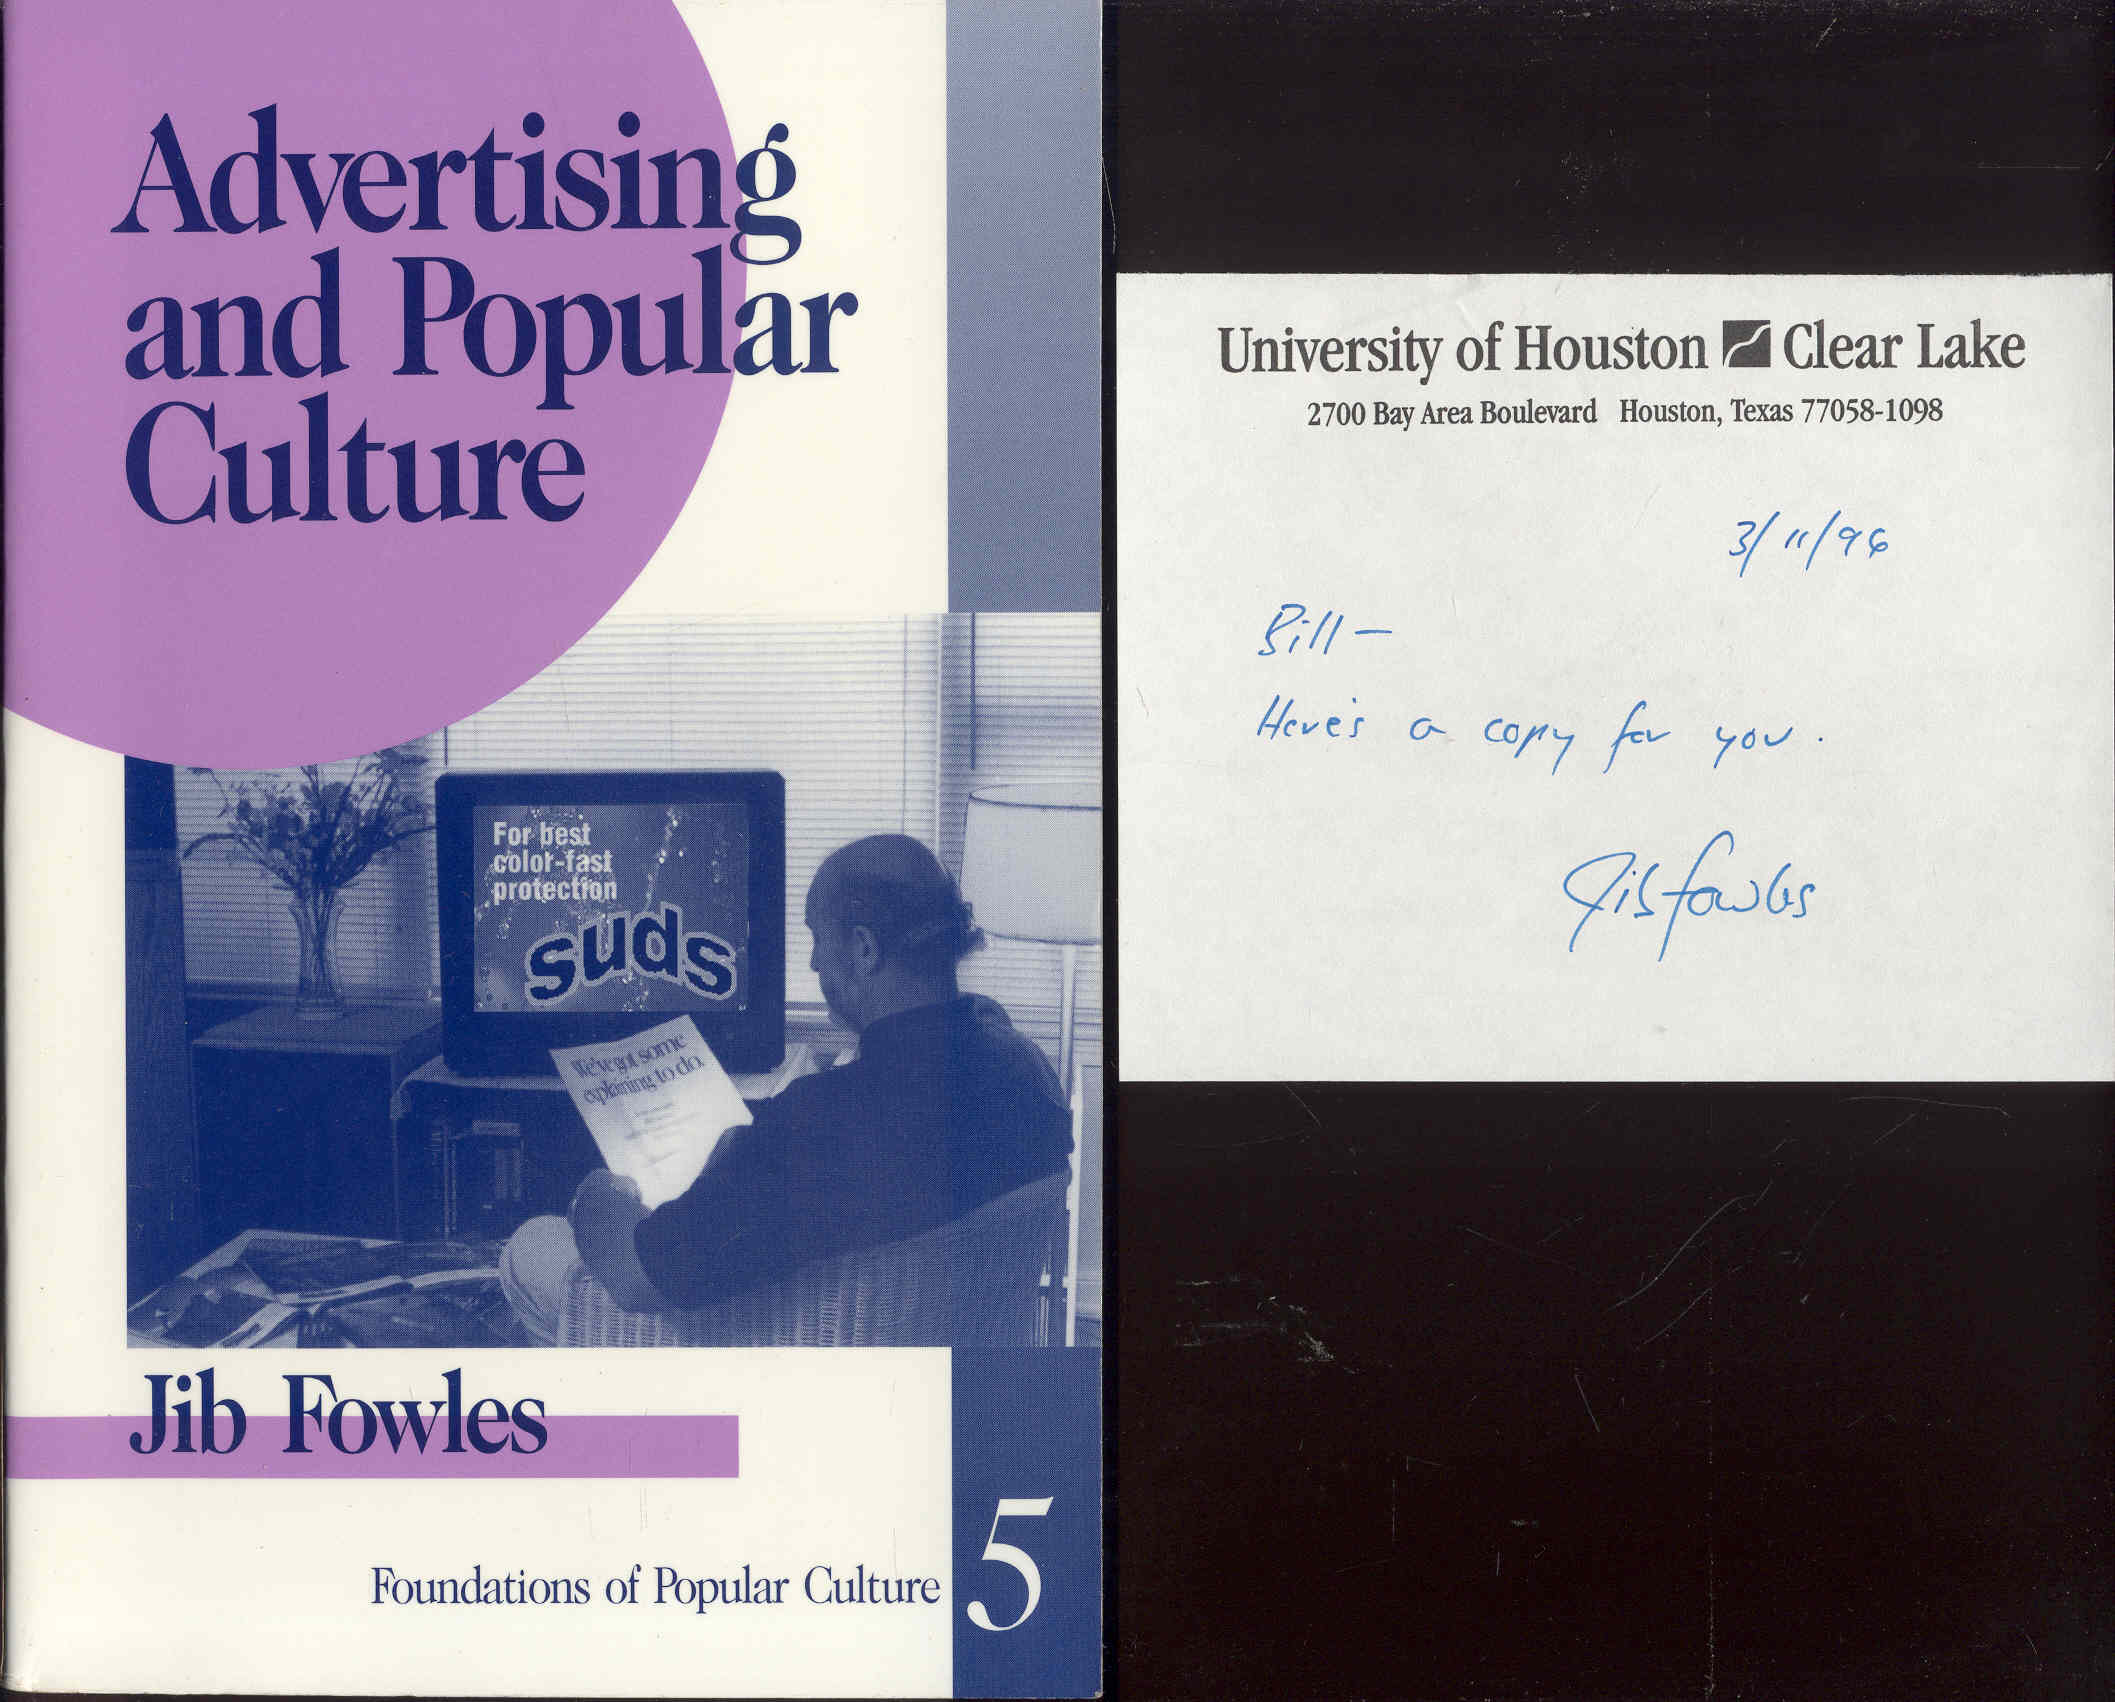 Advertising
and Popular
Culture
For best
color-fast
protection
suds
We've got some
explaining to do.
Jib Fowles
Foundations of Popular Culture
5
University of Houston Clear Lake
2700 Bay Area Boulevard Houston, Texas 77058-1098
3/11/96
Bill—
Here's a copy for you.
Jib Fowles